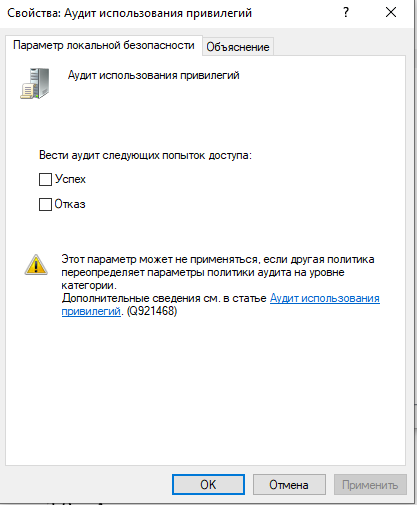 Свойства: Аудит использования привилегий
Параметр локальной безопасности
Объяснение
Аудит использования привилегий
Вести аудит следующих попыток доступа:
Успех
Отказ
Этот параметр может не применяться, если другая политика
переопределяет параметры политики аудита на уровне
категории.
Дополнительные сведения см. в статье Аудит использования
привилегий. (Q921468)
ОК
Отмена
Применить